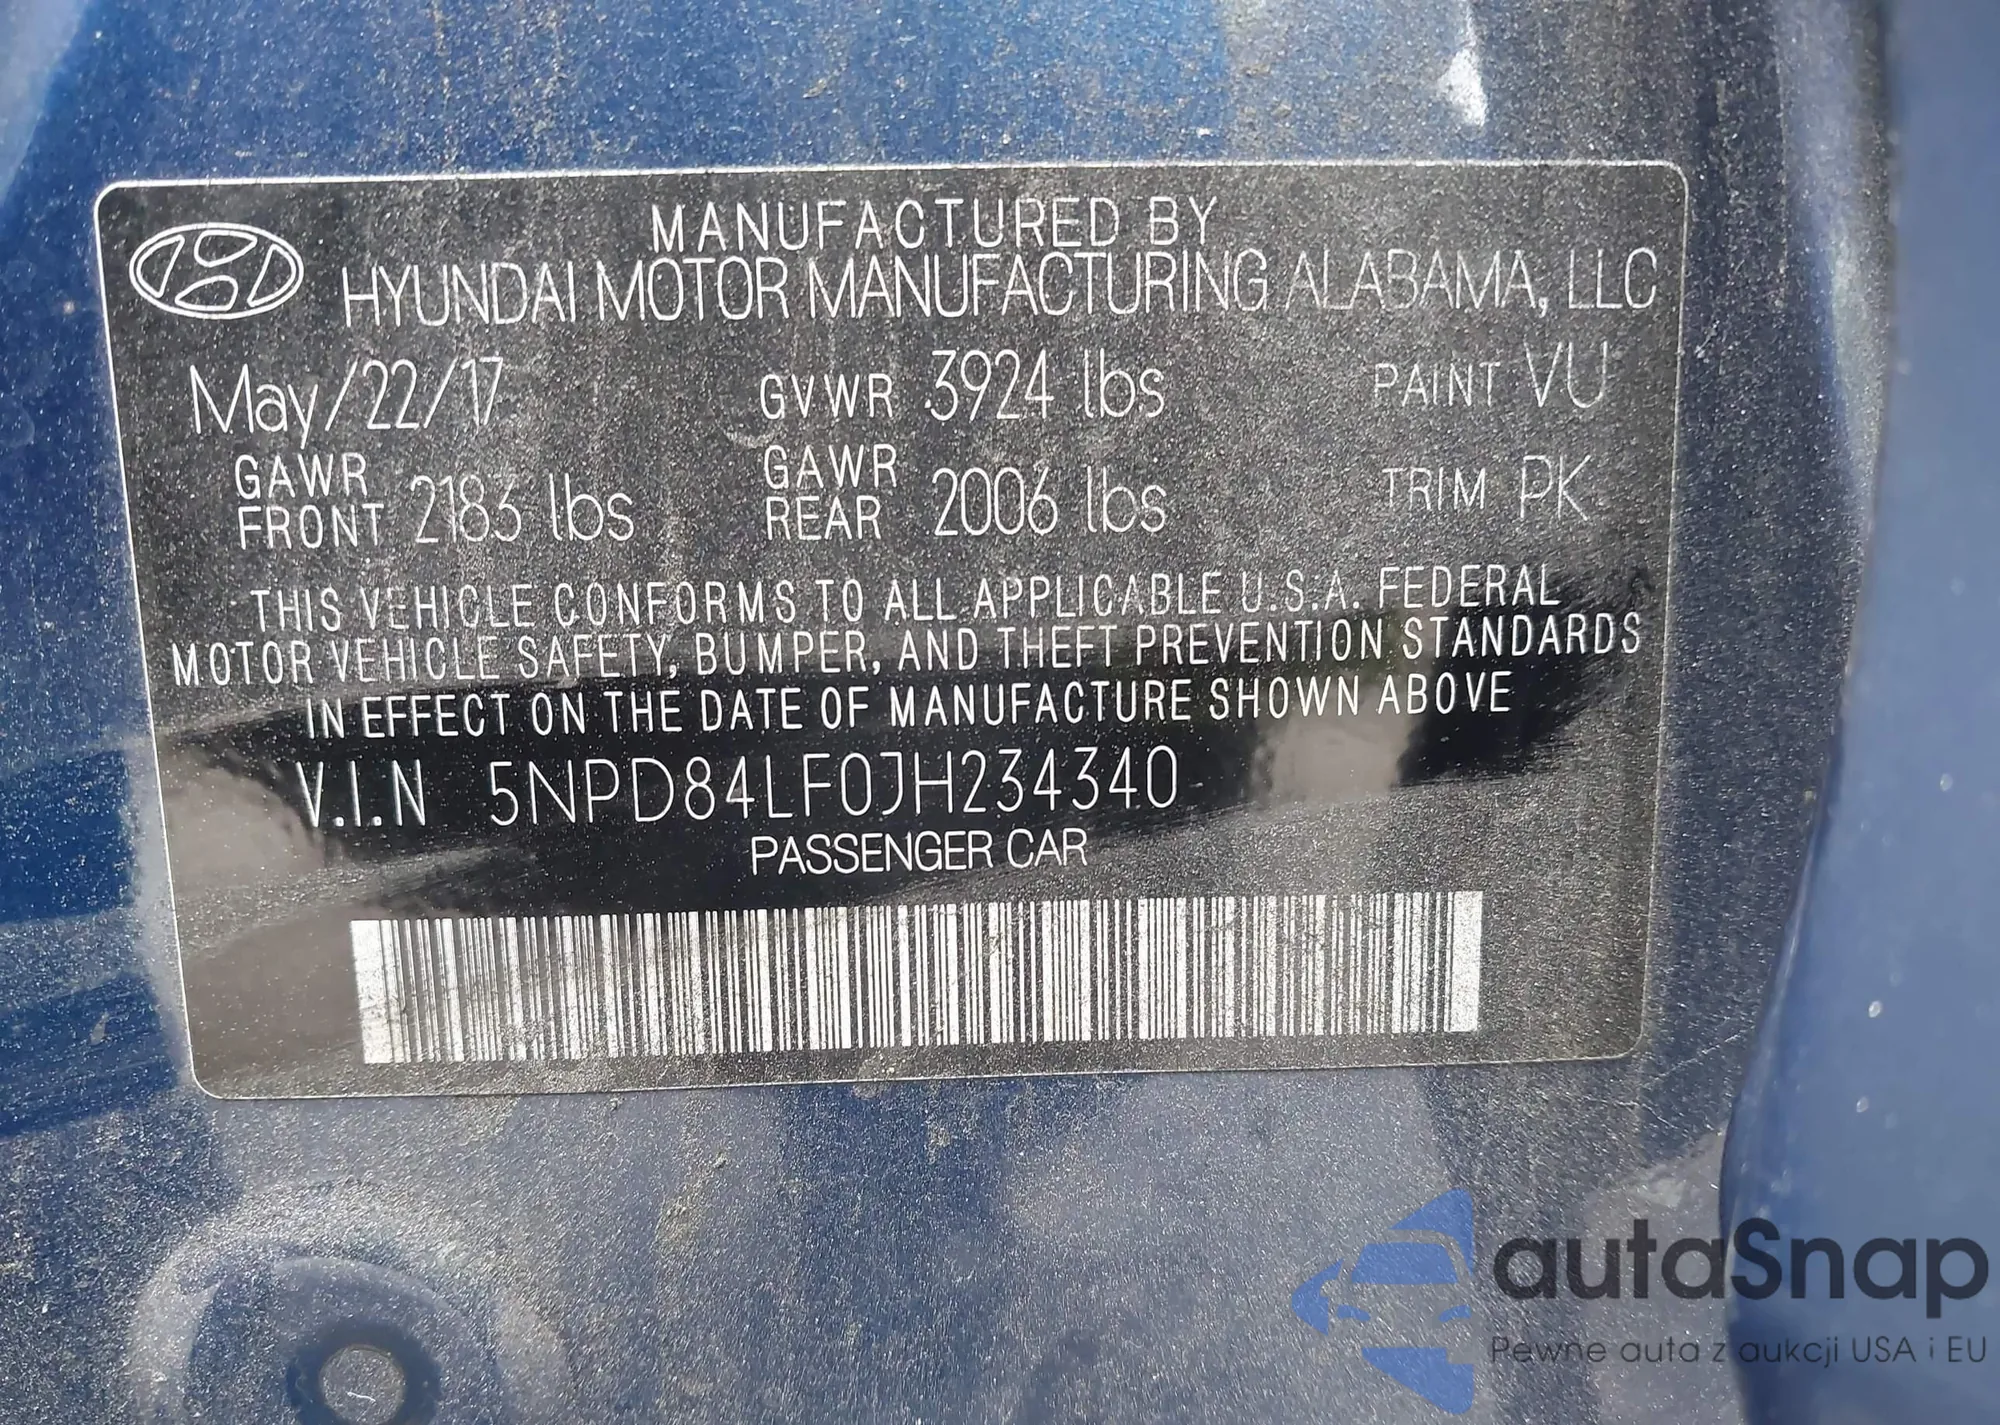 MANUFACTURED BY
HYUNDAI MOTOR MANUFACTURING ALABAMA, LLC
May/22/17 GVWR 3924 lbs PAINT VU
GAWR FRONT 2183 lbs GAWR REAR 2006 lbs TRIM PK
THIS VEHICLE CONFORMS TO ALL APPLICABLE U.S.A. FEDERAL
MOTOR VEHICLE SAFETY, BUMPER, AND THEFT PREVENTION STANDARDS
IN EFFECT ON THE DATE OF MANUFACTURE SHOWN ABOVE
V.I.N 5NPD84LF0JH234340
PASSENGER CAR
autaSnap
Pewne auta z aukcji USA i EU